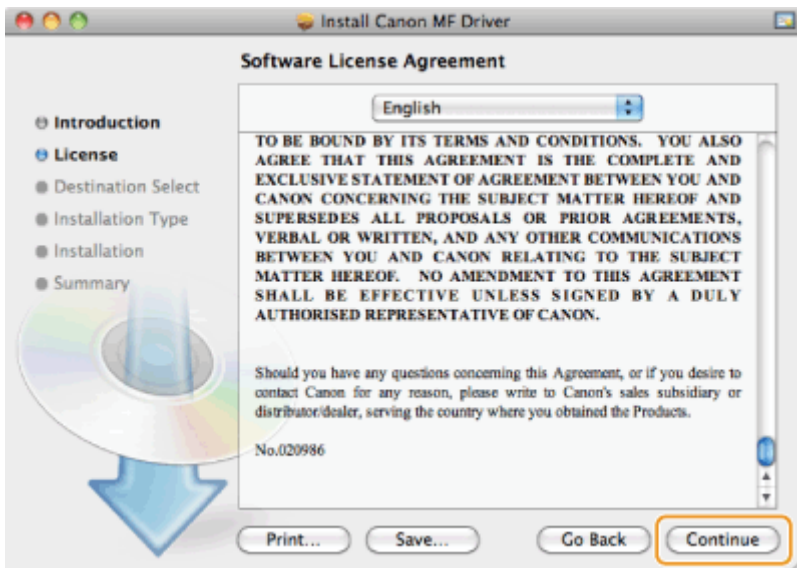 Install Canon MF Driver
Software License Agreement
Introduction
License
Destination Select
Installation Type
Installation
Summary
English
TO BE BOUND BY ITS TERMS AND CONDITIONS. YOU ALSO
AGREE THAT THIS AGREEMENT IS THE COMPLETE AND
EXCLUSIVE STATEMENT OF AGREEMENT BETWEEN YOU AND
CANON CONCERNING THE SUBJECT MATTER HEREOF AND
SUPERSEDES ALL PROPOSALS OR PRIOR AGREEMENTS,
VERBAL OR WRITTEN, AND ANY OTHER COMMUNICATIONS
BETWEEN YOU AND CANON RELATING TO THE SUBJECT
MATTER HEREOF. NO AMENDMENT TO THIS AGREEMENT
SHALL BE EFFECTIVE UNLESS SIGNED BY A DULY
AUTHORISED REPRESENTATIVE OF CANON.
Should you have any questions concerning this Agreement, or if you desire to
contact Canon for any reason, please write to Canon's sales subsidiary or
distributor/dealer, serving the country where you obtained the Products.
No.020986
Print...
Save...
Go Back
Continue